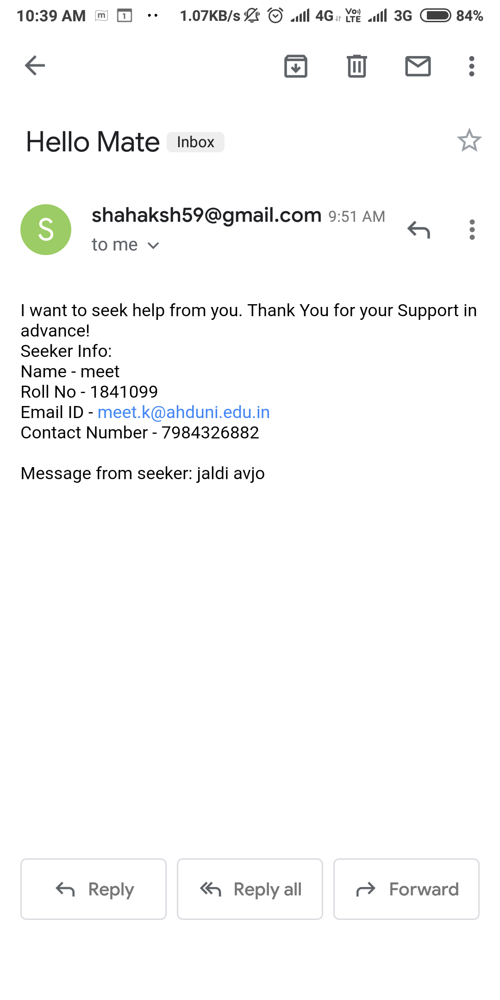 10:39 AM m 1 1.07KB/s 4G Vo LTE 3G 84%
Hello Mate Inbox
S
shahaksh59@gmail.com 9:51 AM
to me
I want to seek help from you. Thank You for your Support in
advance!
Seeker Info:
Name - meet
Roll No - 1841099
Email ID - meet.k@ahduni.edu.in
Contact Number - 7984326882
Message from seeker: jaldi avjo
Reply Reply all Forward